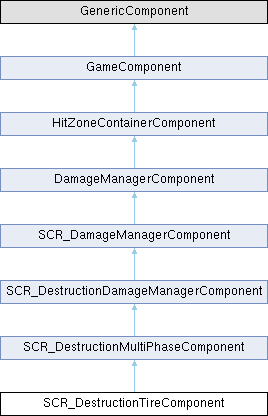 GenericComponent
GameComponent
HitZoneContainerComponent
DamageManagerComponent
SCR_DamageManagerComponent
SCR_DestructionDamageManagerComponent
SCR_DestructionMultiPhaseComponent
SCR_DestructionTireComponent